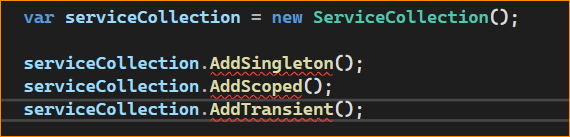 var serviceCollection = new ServiceCollection();
serviceCollection.AddSingleton();
serviceCollection.AddScoped();
serviceCollection.AddTransient();